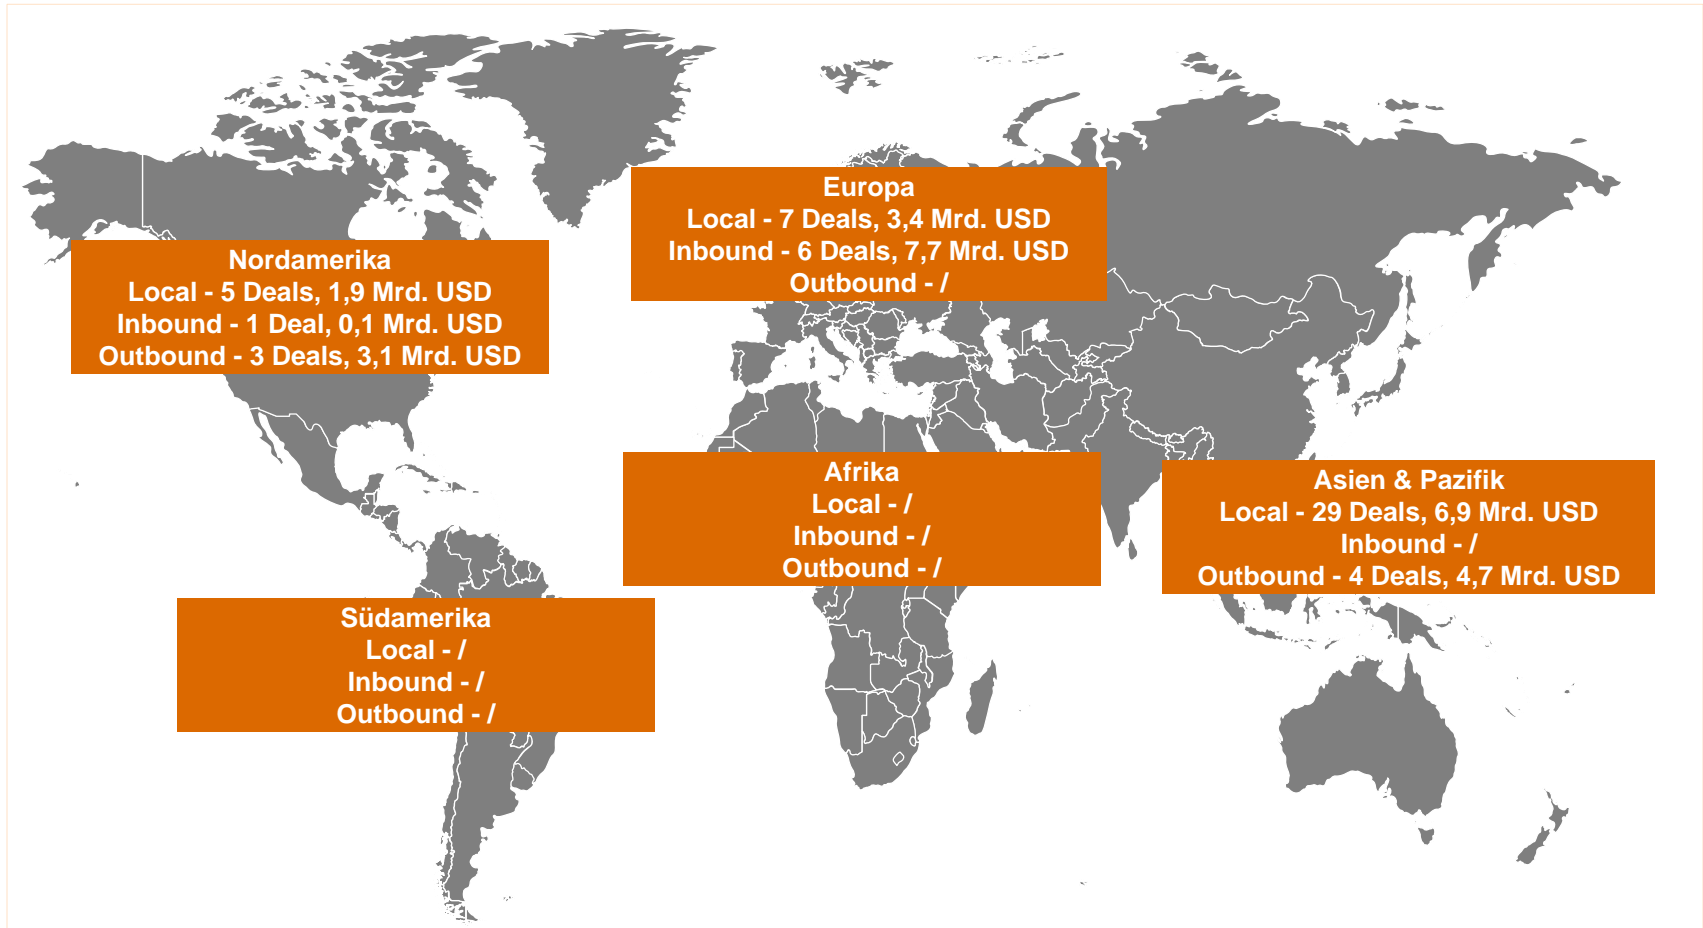 Europa
Local - 7 Deals, 3,4 Mrd. USD
Inbound - 6 Deals, 7,7 Mrd. USD
Outbound - /
Nordamerika
Local - 5 Deals, 1,9 Mrd. USD
Inbound - 1 Deal, 0,1 Mrd. USD
Outbound - 3 Deals, 3,1 Mrd. USD
Afrika
Local - /
Inbound - /
Outbound - /
Asien & Pazifik
Local - 29 Deals, 6,9 Mrd. USD
Inbound - /
Outbound - 4 Deals, 4,7 Mrd. USD
Südamerika
Local - /
Inbound - /
Outbound - /